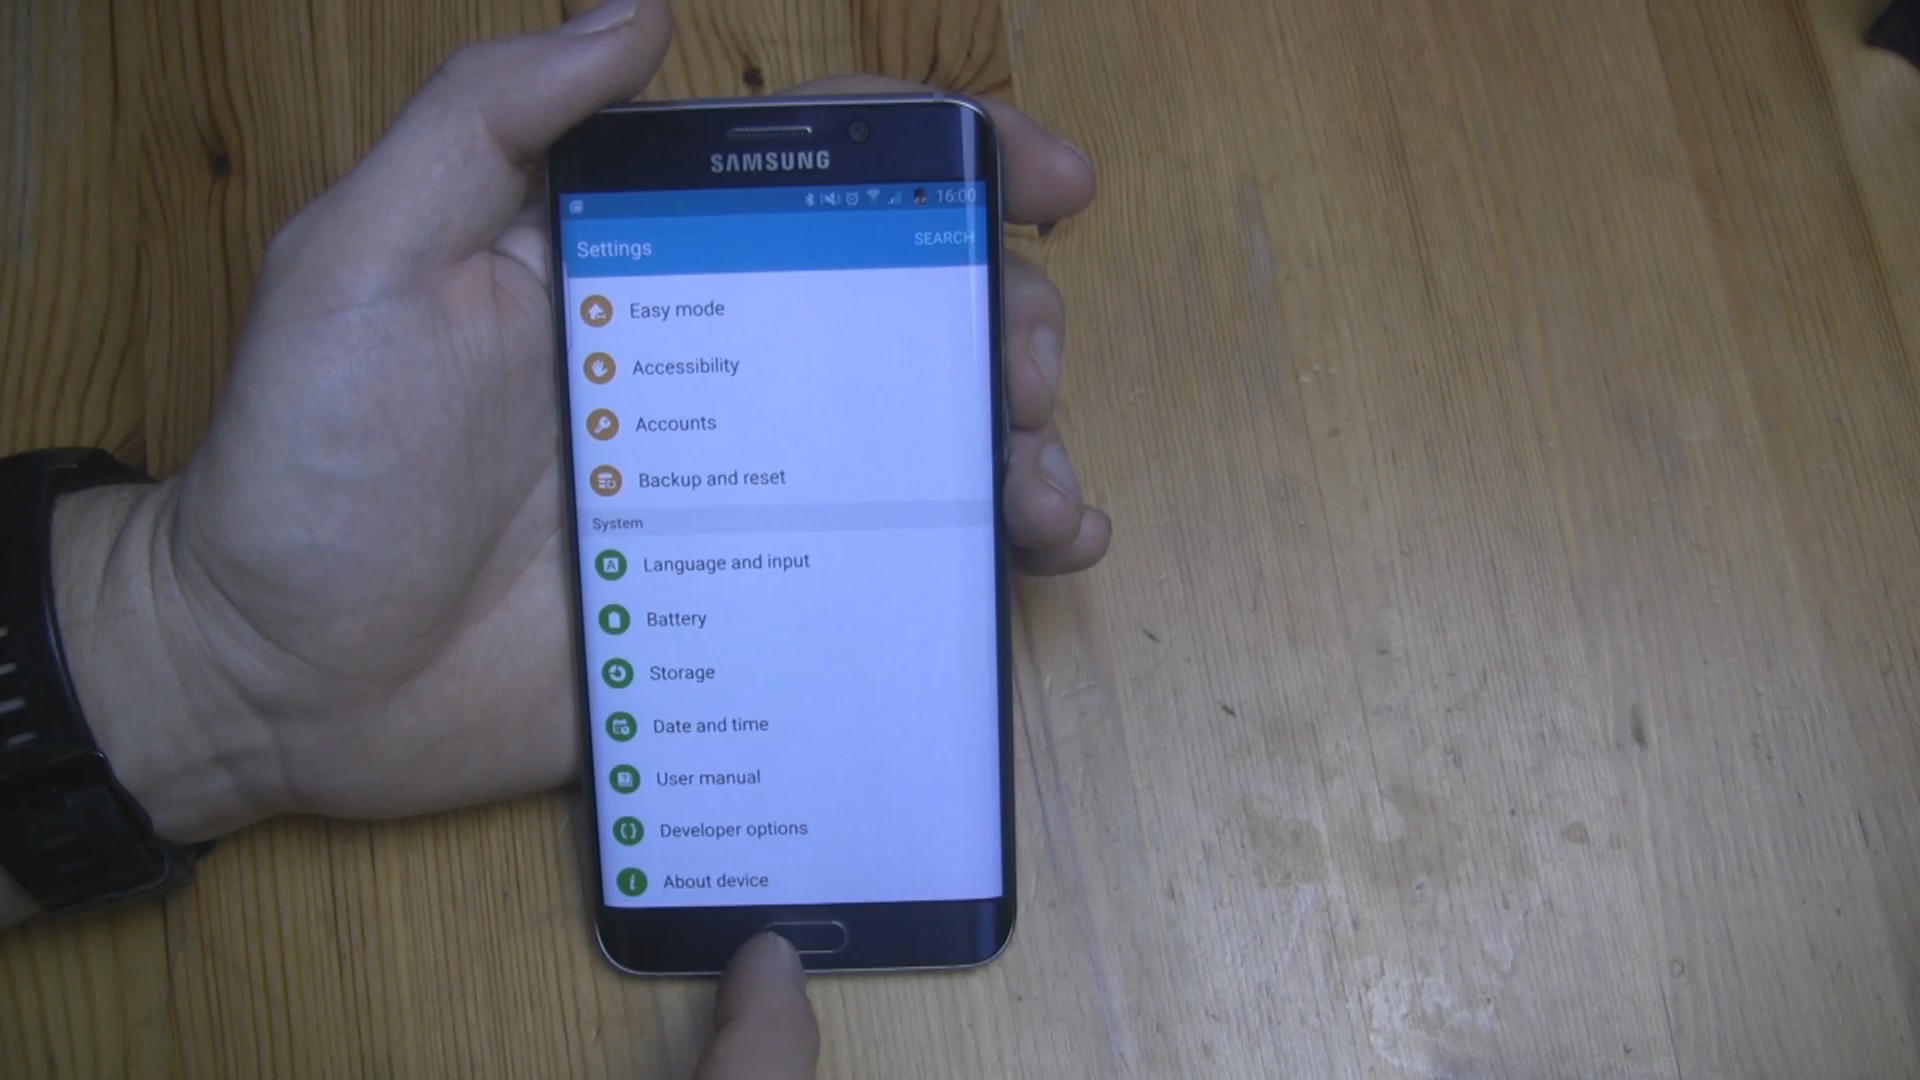 SAMSUNG
16:00
Settings
SEARCH
Easy mode
Accessibility
Accounts
Backup and reset
System
Language and input
Battery
Storage
Date and time
User manual
Developer options
About device